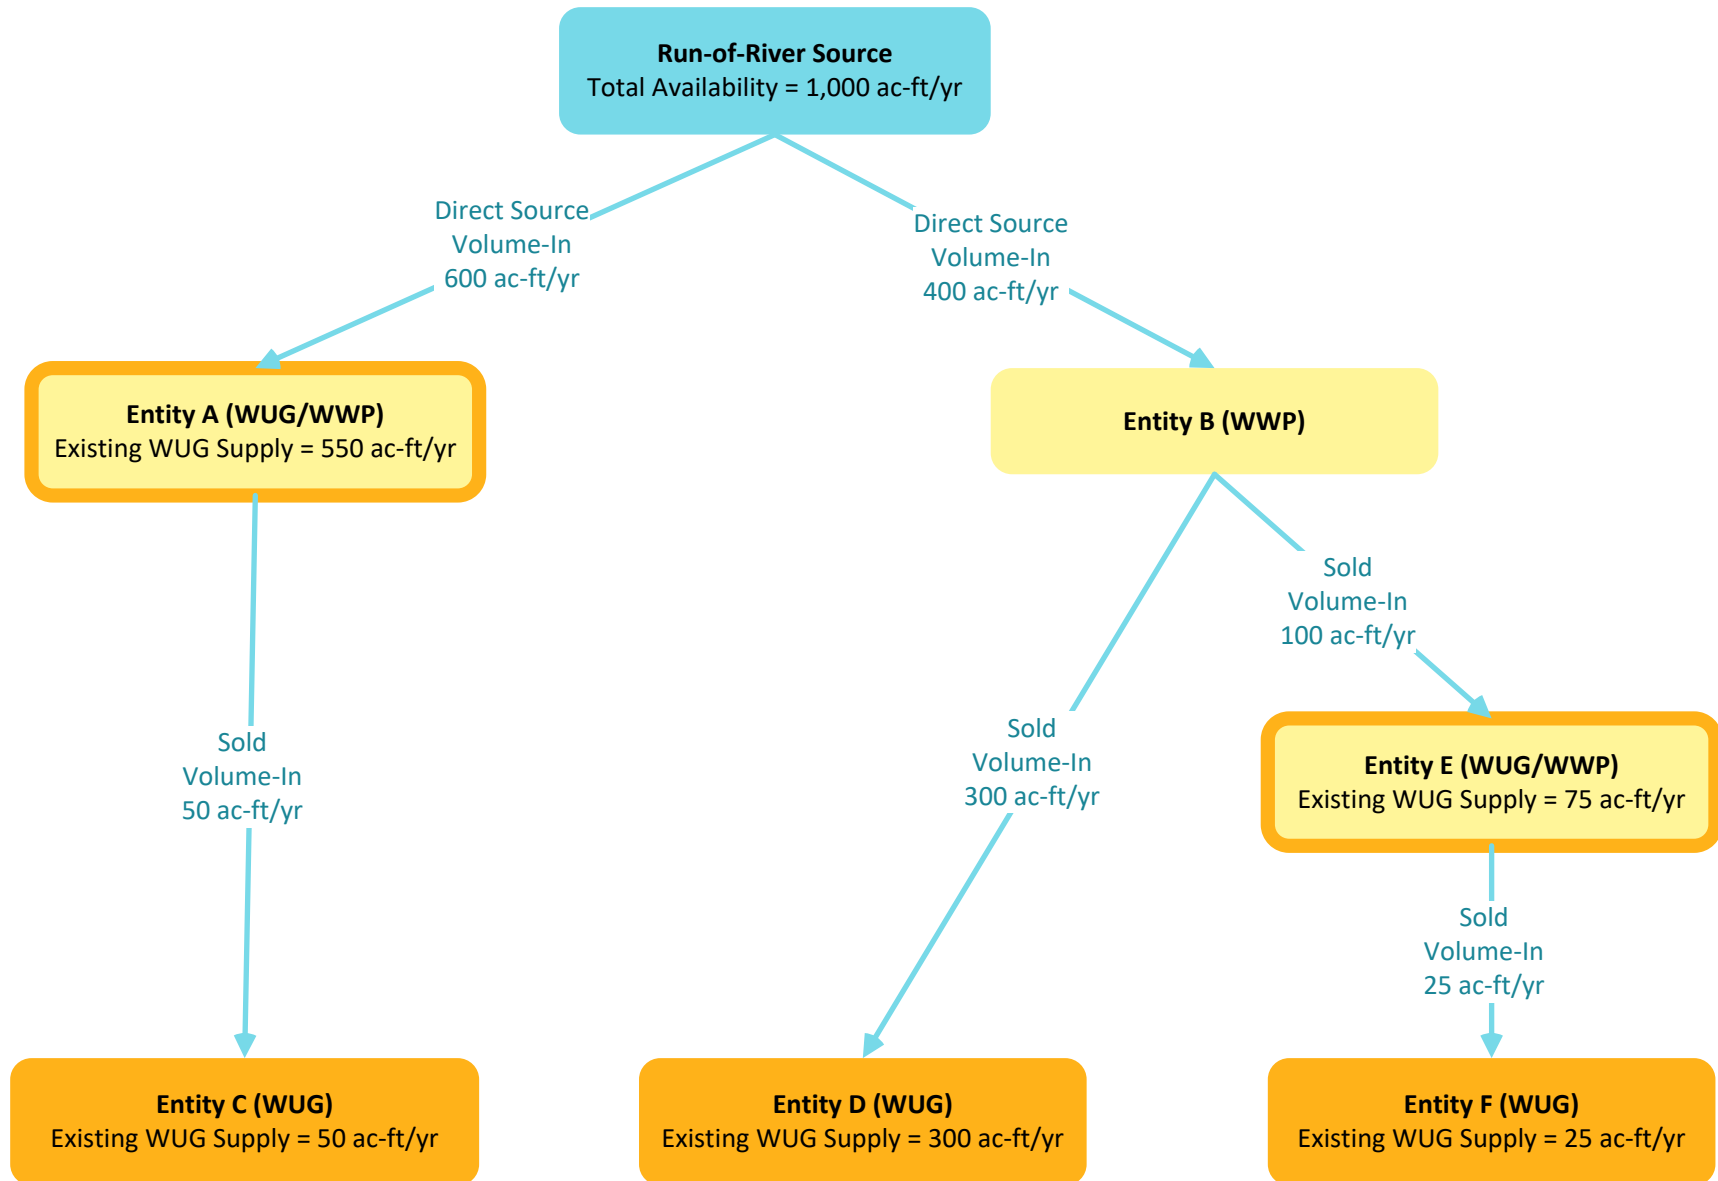 Run-of-River Source
Total Availability = 1,000 ac-ft/yr
Direct Source
Volume-In
600 ac-ft/yr
Direct Source
Volume-In
400 ac-ft/yr
Entity A (WUG/WWP)
Existing WUG Supply = 550 ac-ft/yr
Entity B (WWP)
Sold
Volume-In
100 ac-ft/yr
Sold
Volume-In
50 ac-ft/yr
Sold
Volume-In
300 ac-ft/yr
Entity E (WUG/WWP)
Existing WUG Supply = 75 ac-ft/yr
Sold
Volume-In
25 ac-ft/yr
Entity C (WUG)
Existing WUG Supply = 50 ac-ft/yr
Entity D (WUG)
Existing WUG Supply = 300 ac-ft/yr
Entity F (WUG)
Existing WUG Supply = 25 ac-ft/yr